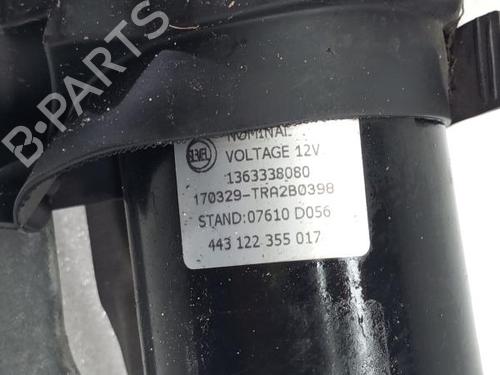 B-PARTS
NOMINAL
VOLTAGE 12V
1363338080
170329-TRA2B0398
STAND:07610 D056
443 122 355 017